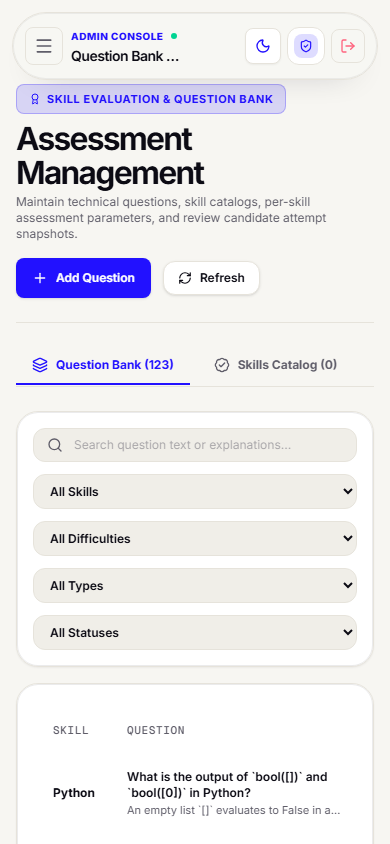 ADMIN CONSOLE
Question Bank ...
SKILL EVALUATION & QUESTION BANK
Assessment
Management
Maintain technical questions, skill catalogs, per-skill
assessment parameters, and review candidate attempt
snapshots.
Add Question
Refresh
Question Bank (123)
Skills Catalog (0)
Search question text or explanations...
All Skills
All Difficulties
All Types
All Statuses
SKILL
QUESTION
Python
What is the output of `bool([])` and
`bool([0])` in Python?
An empty list `[]` evaluates to False in a...